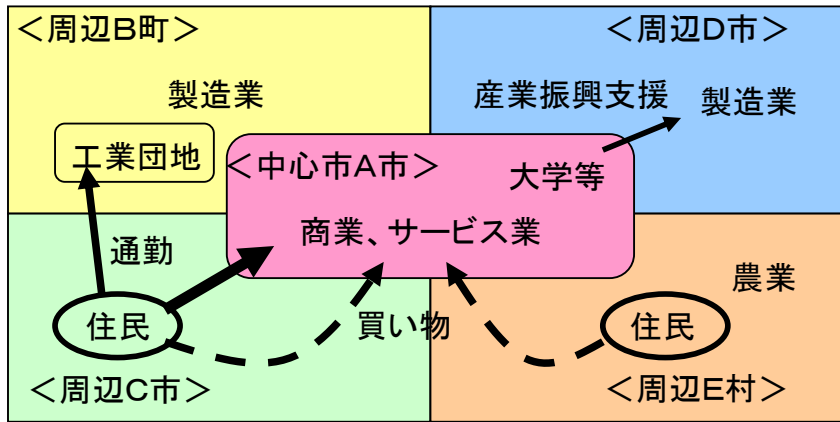 ＜周辺Ｂ町＞
＜周辺Ｄ市＞
製造業
産業振興支援
製造業
工業団地
＜中心市Ａ市＞
大学等
商業、サービス業
通勤
農業
住民
買い物
住民
＜周辺Ｃ市＞
＜周辺Ｅ村＞